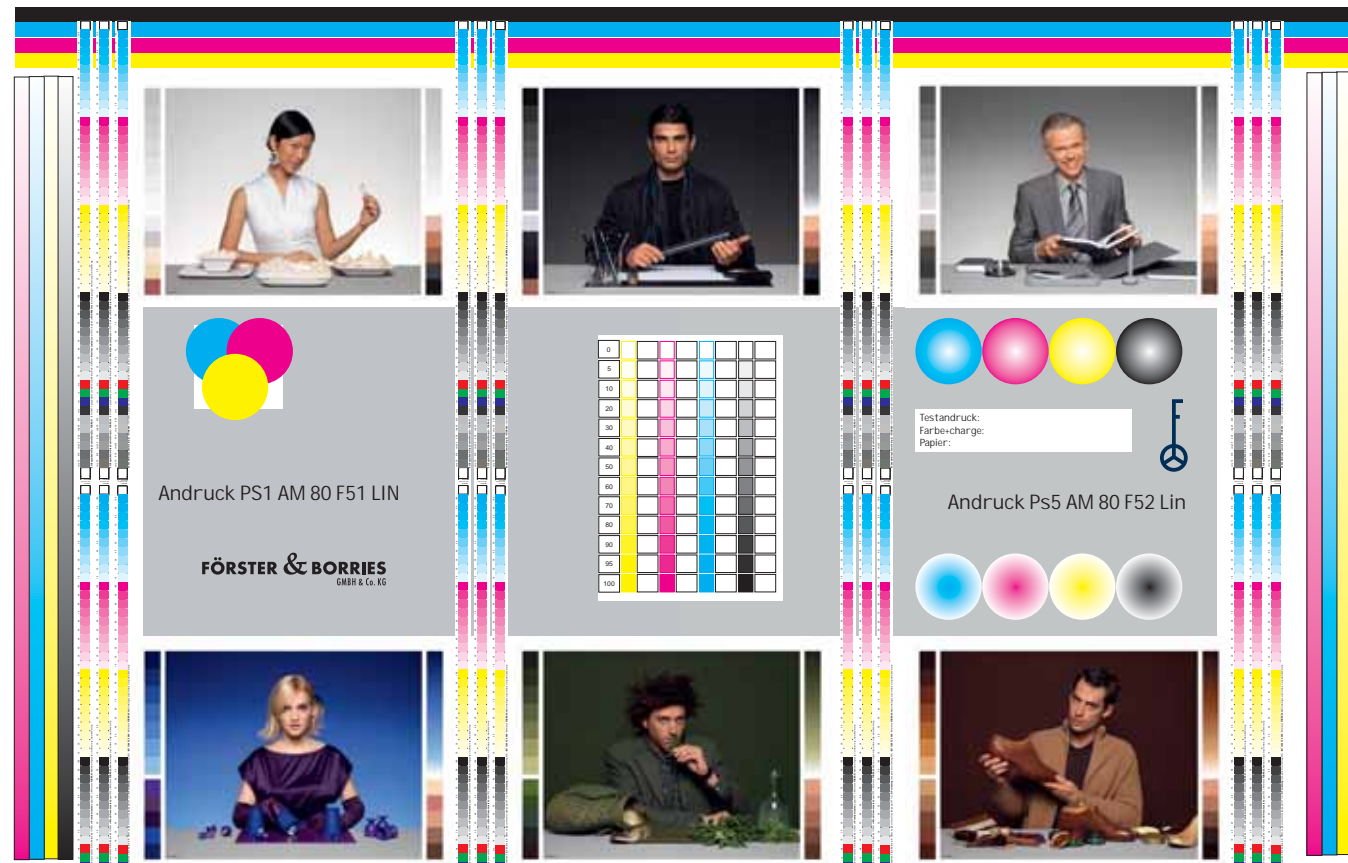 0
5
10
20
30
40
50
60
70
80
90
95
100
Testandruck:
Farbe+charge:
Papier:
Andruck PS1 AM 80 F51 LIN
Andruck Ps5 AM 80 F52 Lin
FÖRSTER & BORRIES
GMBH & Co. KG